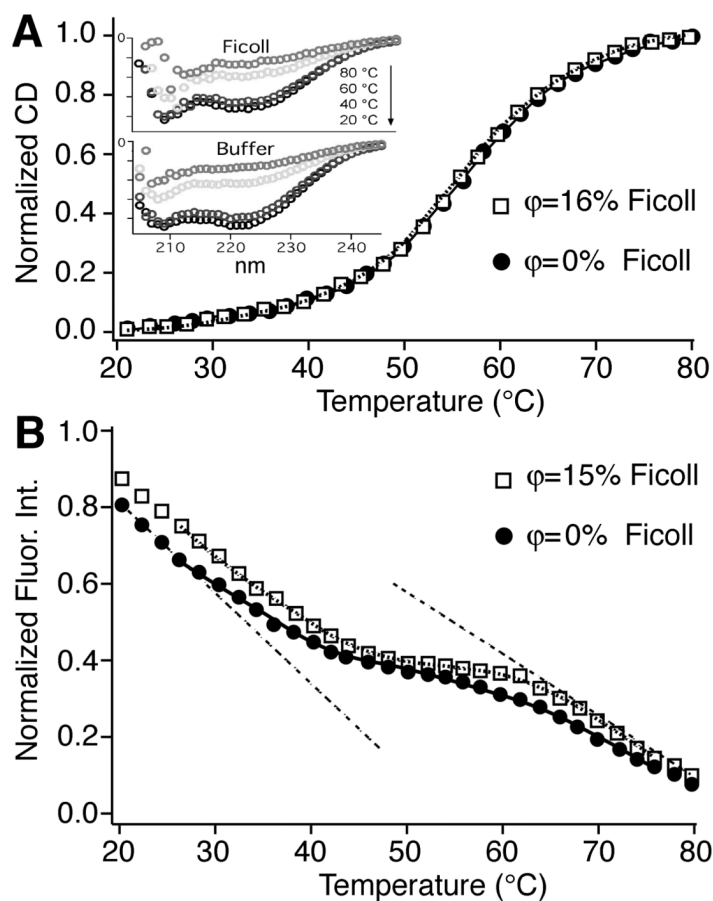 A
Normalized CD
1.0
0.8
0.6
0.4
0.2
0.0
0
Ficoll
80 °C
60 °C
40 °C
20 °C
0
Buffer
210 220 230 240
nm
φ=16% Ficoll
φ=0% Ficoll
20 30 40 50 60 70 80
Temperature (°C)
B
Normalized Fluor. Int.
1.0
0.8
0.6
0.4
0.2
0.0
φ=15% Ficoll
φ=0% Ficoll
20 30 40 50 60 70 80
Temperature (°C)